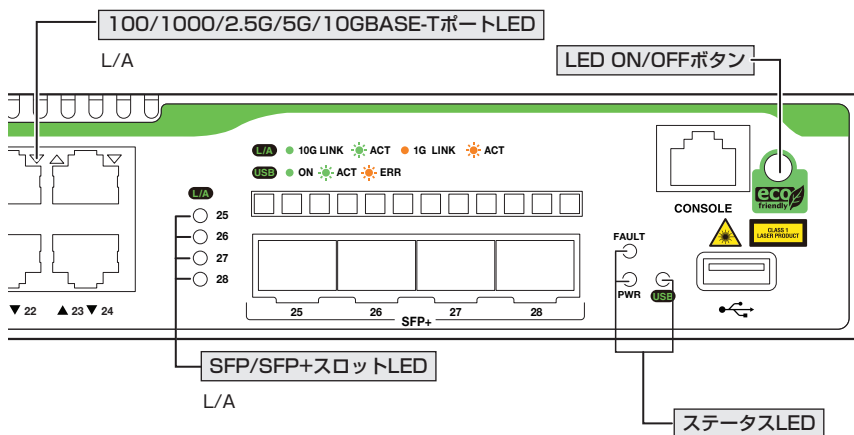 100/1000/2.5G/5G/10GBASE-TポートLED
L/A
LED ON/OFFボタン
L/A 10G LINK ACT 1G LINK ACT
USB ON ACT ERR
L/A
25
26
27
28
CONSOLE
eco
friendly
CLASS 1
LASER PRODUCT
FAULT
PWR USB
▼ 22 ▲ 23 ▼ 24
25 26 27 28
SFP+
SFP/SFP+スロットLED
L/A
ステータスLED